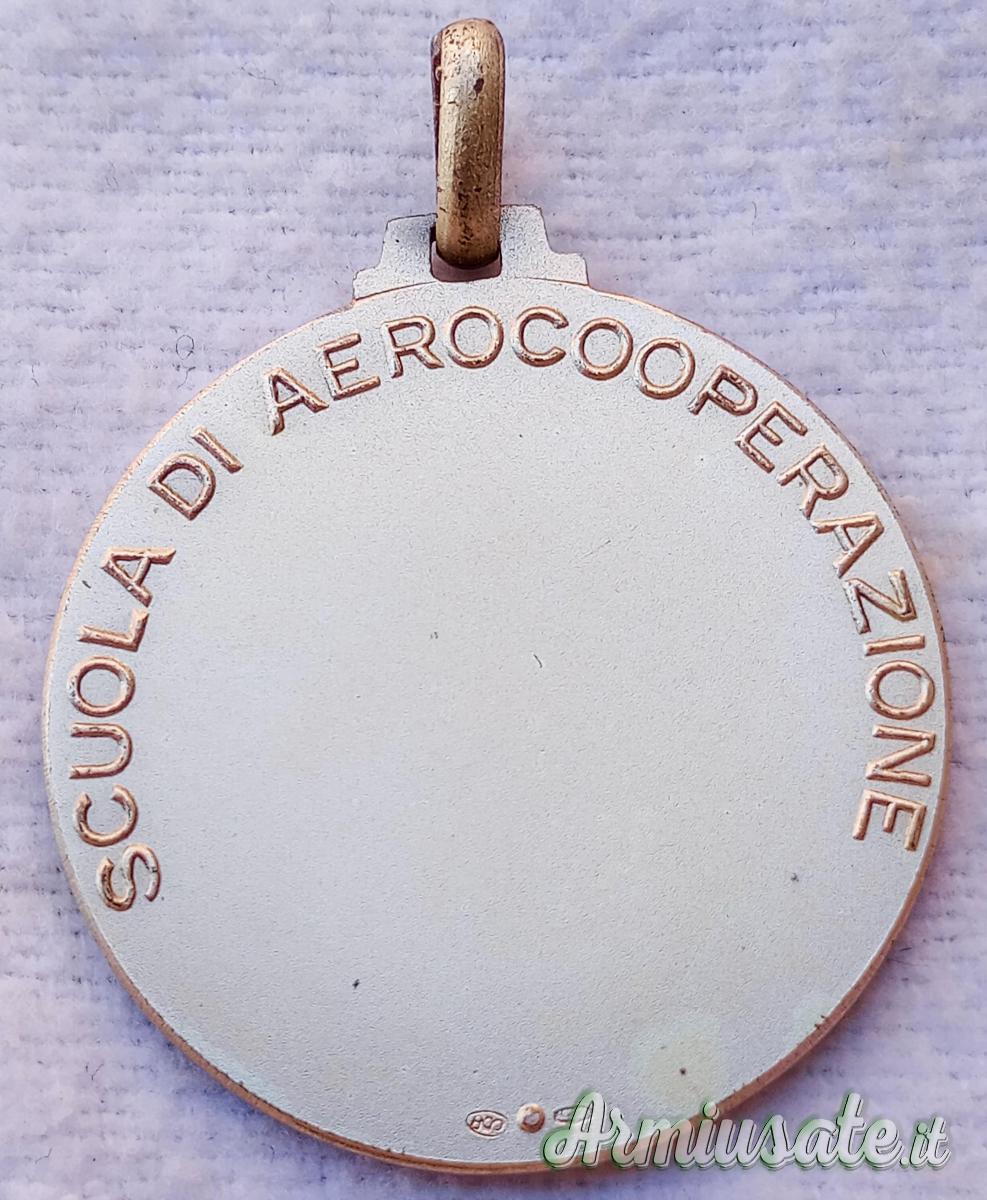 SCUOLA DI AEROCOOPERAZIONE
Armiusate.it